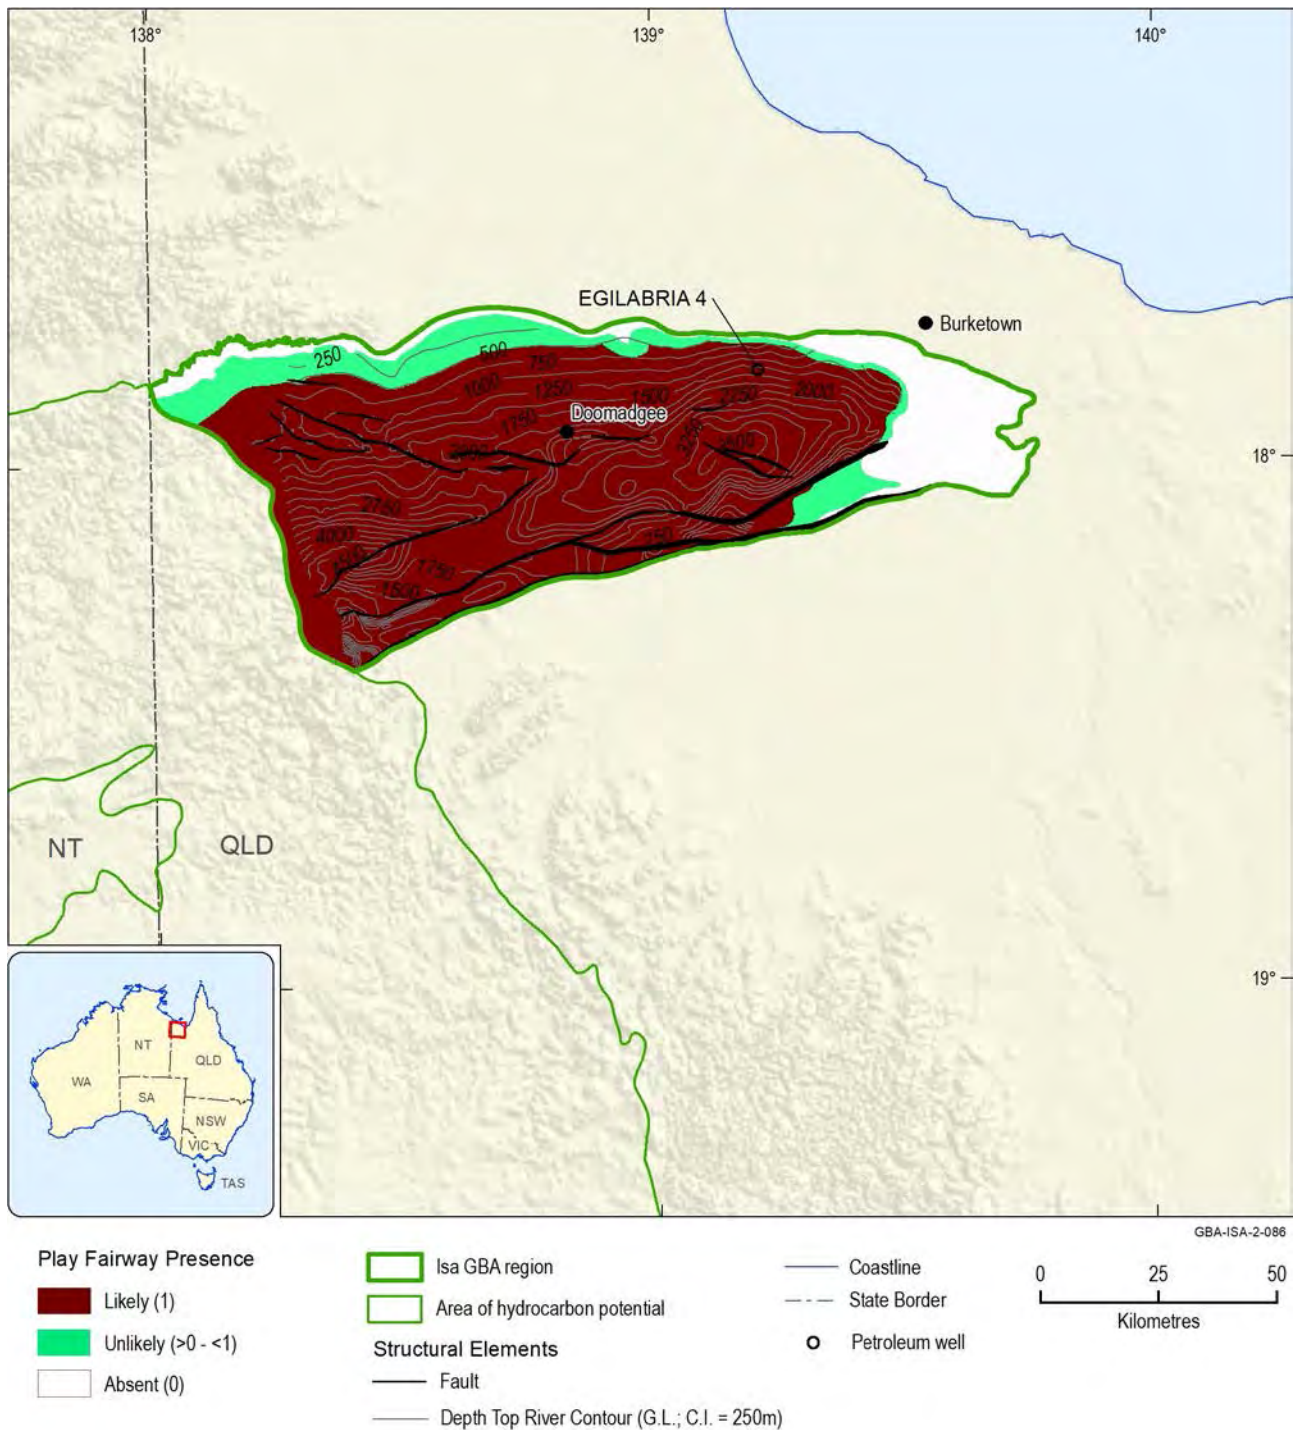 138°
139°
140°
EGILABRIA 4
Burketown
250
500
750
1000
1250
1500
2250
2000
1750
Doomadgee
3250
18°
2750
4000
4500
1750
1500
NT
QLD
19°
NT
QLD
WA
SA
NSW
VIC
TAS
GBA-ISA-2-086
Play Fairway Presence
Likely (1)
Unlikely (>0 - <1)
Absent (0)
Isa GBA region
Area of hydrocarbon potential
Structural Elements
Fault
Depth Top River Contour (G.L.; C.I. = 250m)
Coastline
State Border
Petroleum well
0 25 50
Kilometres